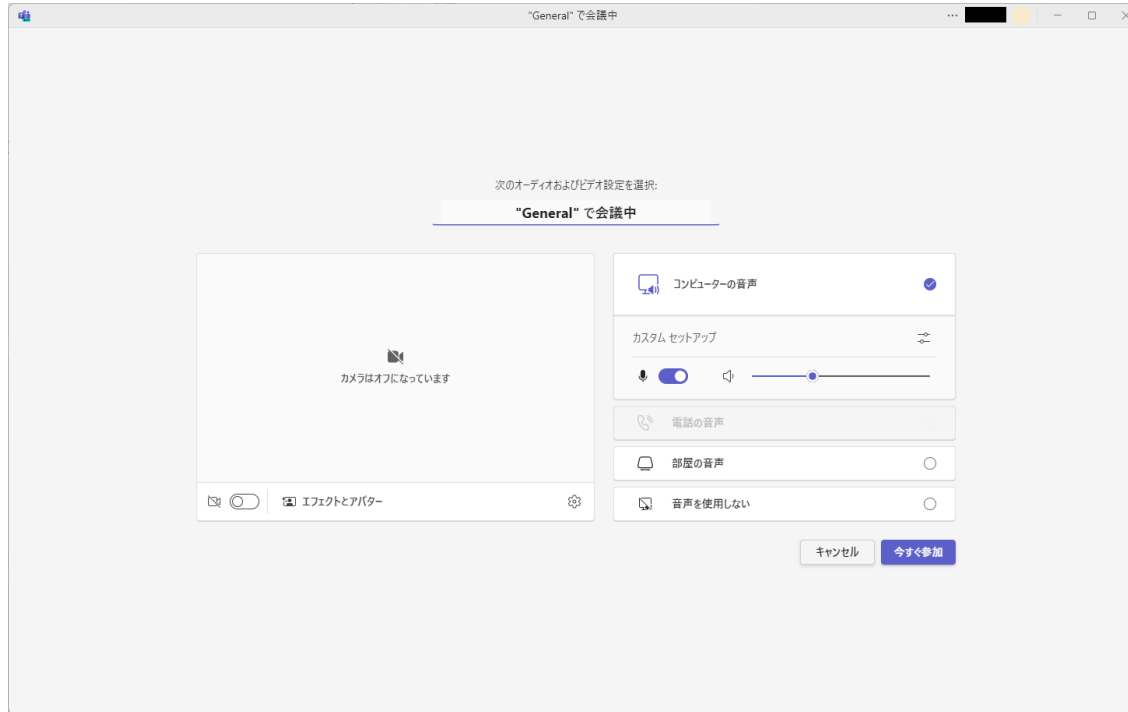 "General" で会議中
次のオーディオおよびビデオ設定を選択:
"General" で会議中
カメラはオフになっています
エフェクトとアバター
コンピューターの音声
カスタム セットアップ
電話の音声
部屋の音声
音声を使用しない
キャンセル
今すぐ参加